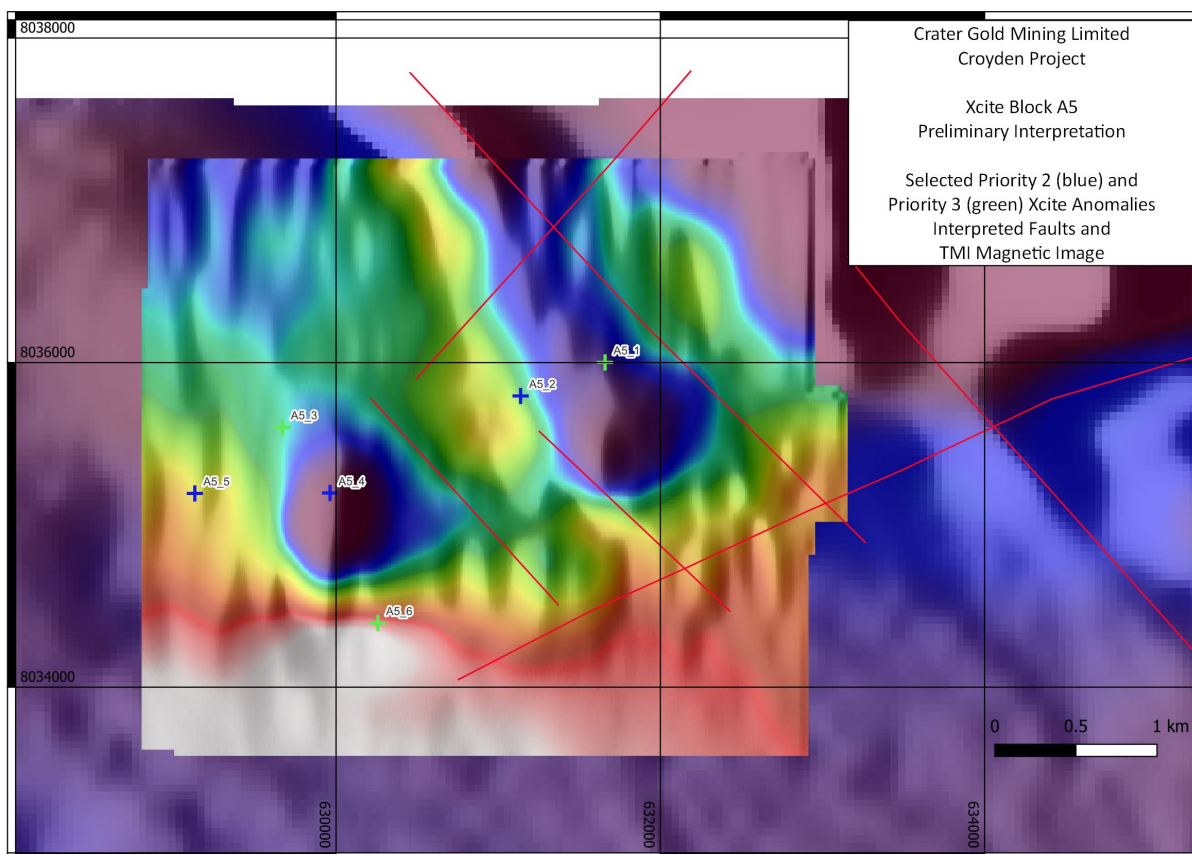 8038000
Crater Gold Mining Limited
Croyden Project
Xcite Block A5
Preliminary Interpretation
Selected Priority 2 (blue) and
Priority 3 (green) Xcite Anomalies
Interpreted Faults and
TMI Magnetic Image
8036000
A5_1
A5_2
A5_3
A5_4
A5_5
A5_6
8034000
0 0.5 1 km
630000
632000
634000